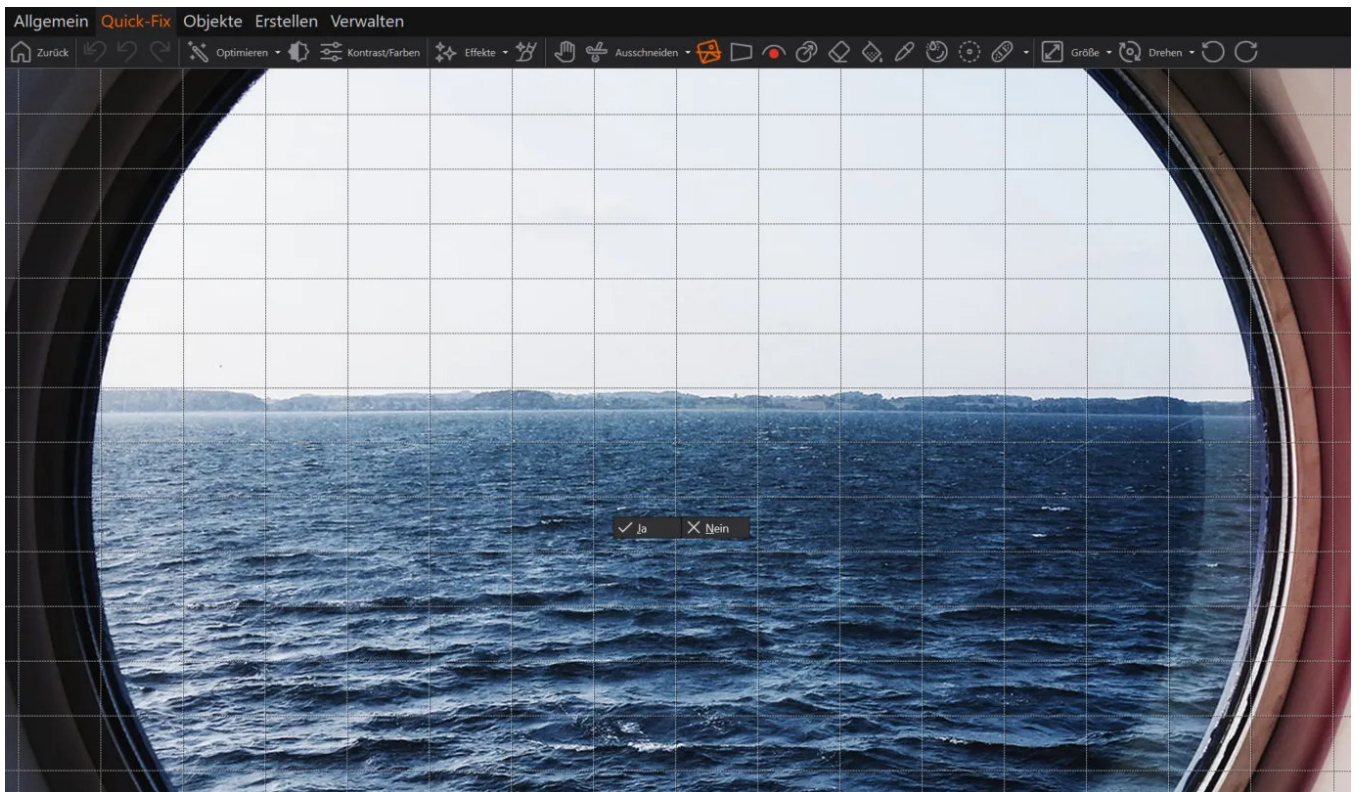 Allgemein Quick-Fix Objekte Erstellen Verwalten
Zurück Optimieren Kontrast/Farben Effekte Ausschneiden Größe Drehen
Ja Nein